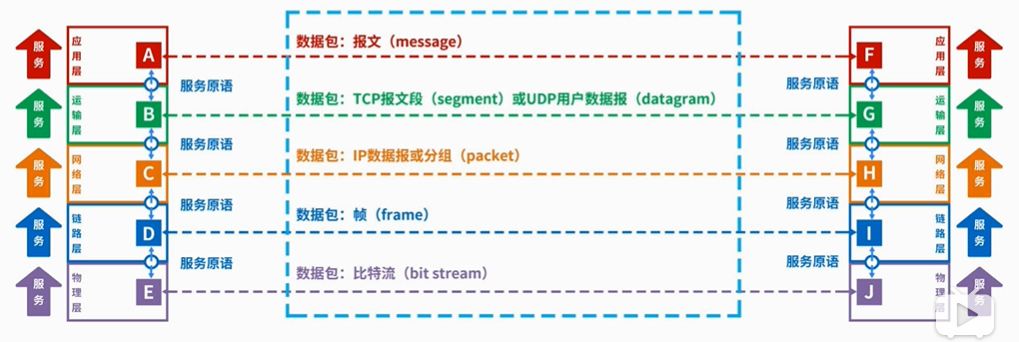 服务
应用层
A
数据包：报文（message）
F
应用层
服务
服务原语
服务原语
服务
运输层
B
数据包：TCP报文段（segment）或UDP用户数据报（datagram）
G
运输层
服务
服务原语
服务原语
服务
网络层
C
数据包：IP数据报或分组（packet）
H
网络层
服务
服务原语
服务原语
服务
链路层
D
数据包：帧（frame）
I
链路层
服务
服务原语
服务原语
服务
物理层
E
数据包：比特流（bit stream）
J
物理层
服务